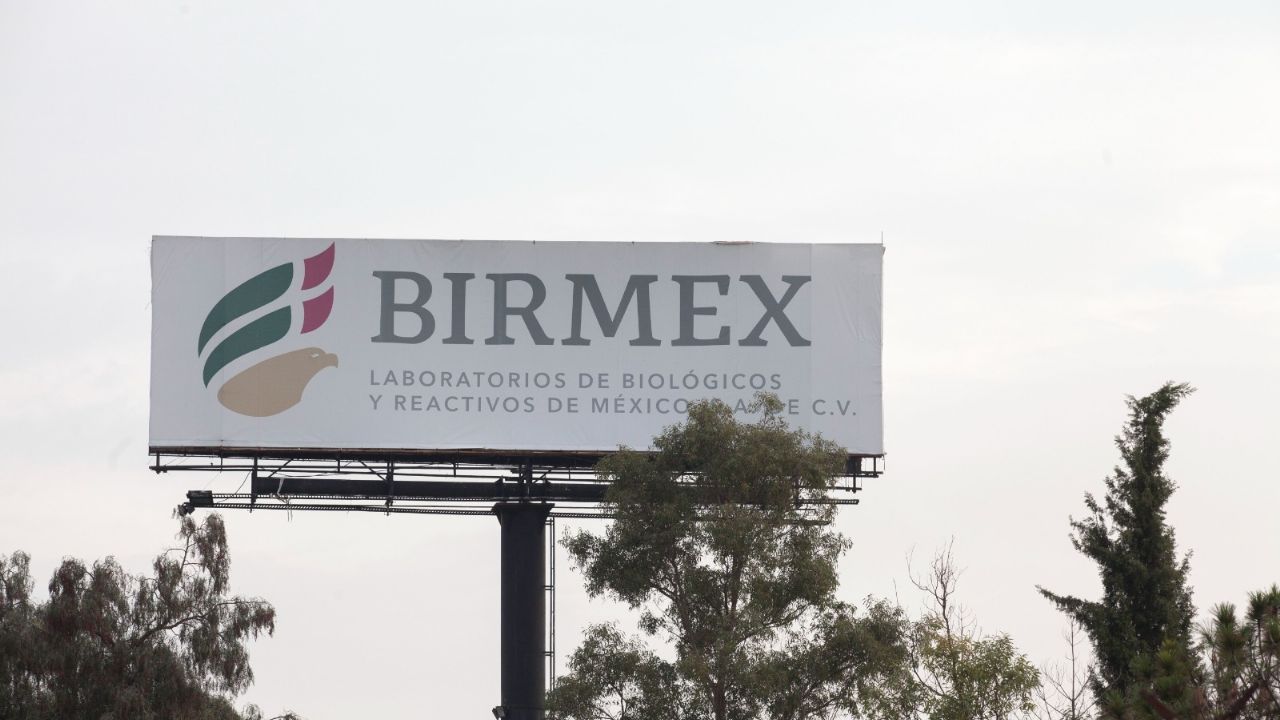 BIRMEX
LABORATORIOS DE BIOLÓGICOS
Y REACTIVOS DE MÉXICO C.V.